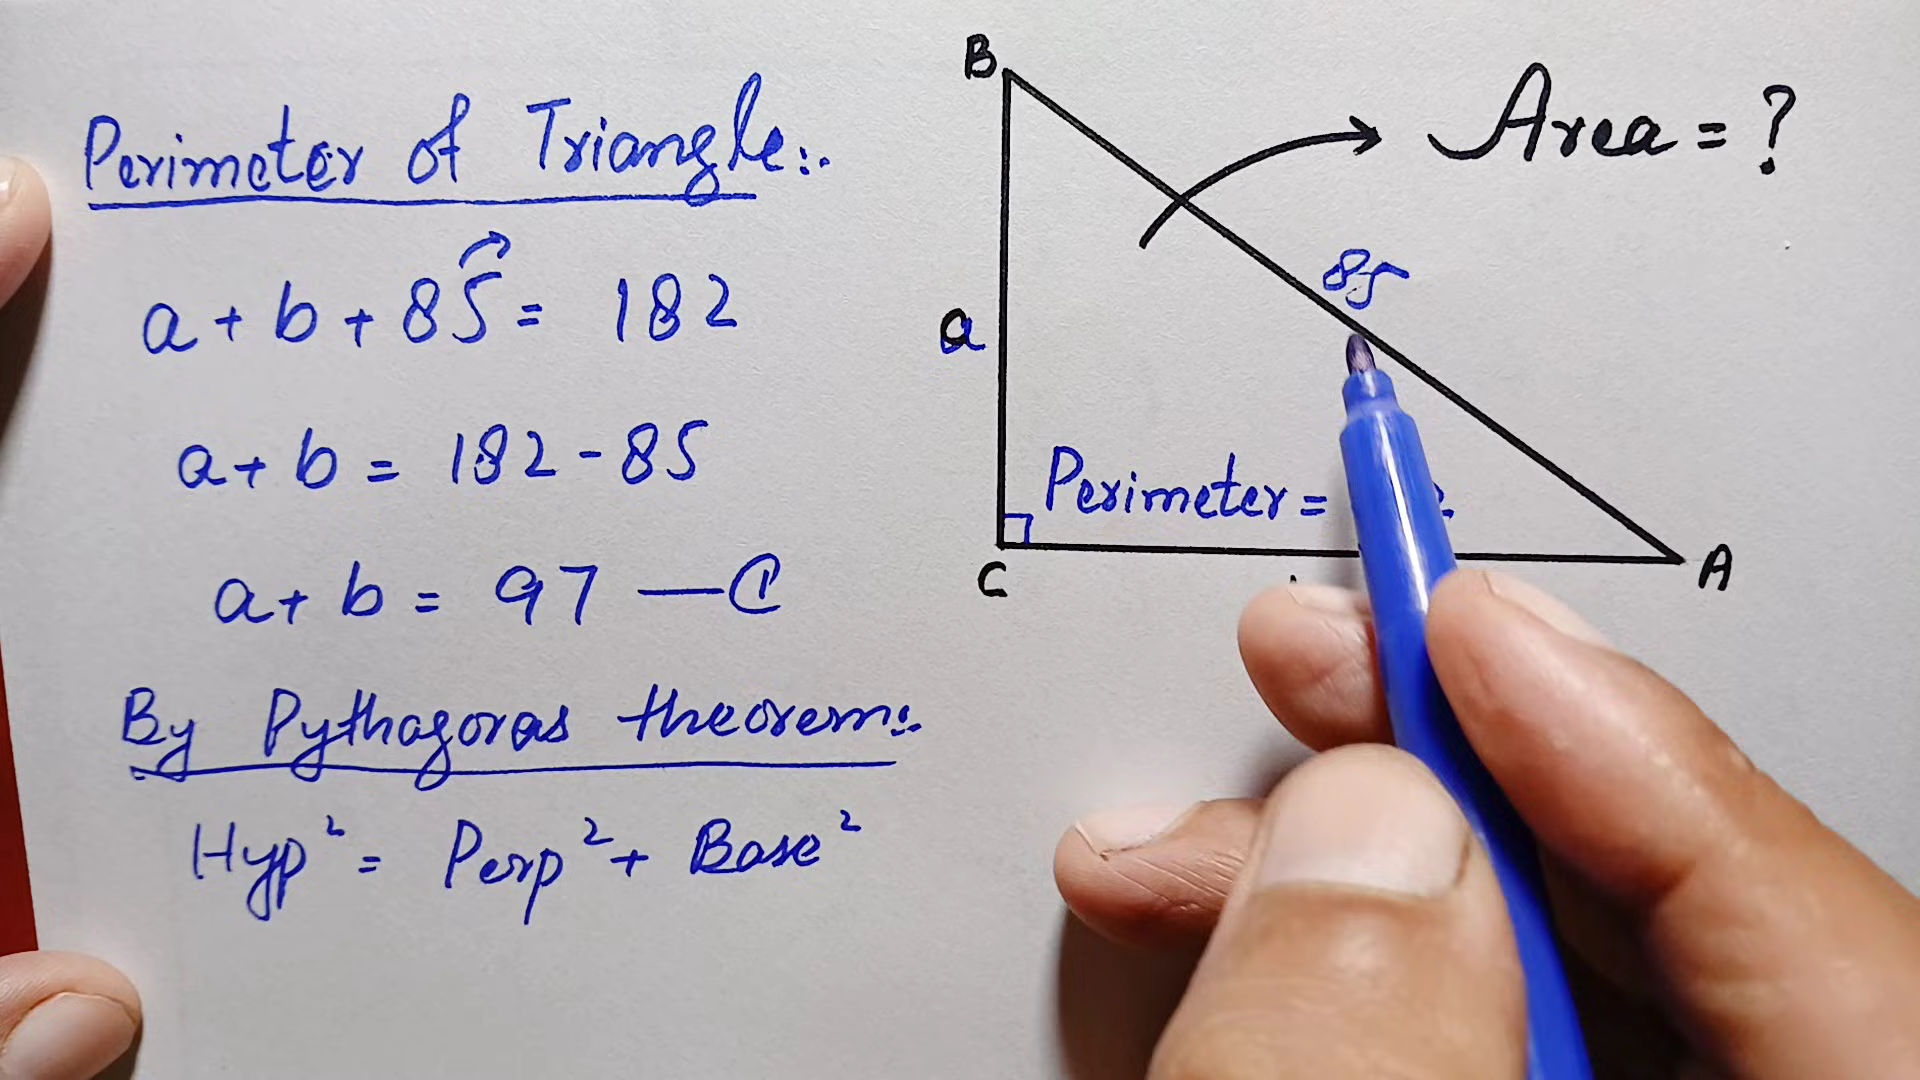 Perimeter of Triangle:.
a + b + 85 = 182
a + b = 182 - 85
a + b = 97 — ①
By Pythagoras theorem:.
Hyp² = Perp² + Base²
B
Area = ?
85
a
Perimeter =
C
A